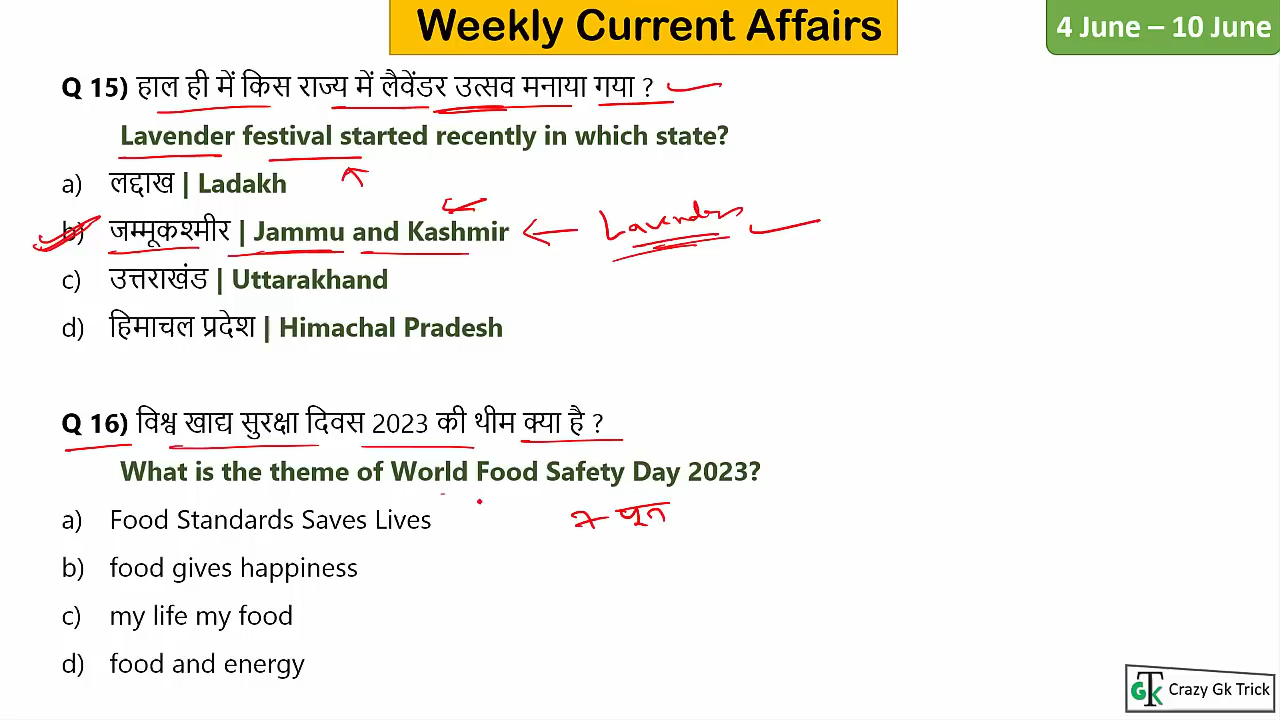 Weekly Current Affairs
4 June – 10 June
Q 15) हाल ही में किस राज्य में लैवेंडर उत्सव मनाया गया ?
Lavender festival started recently in which state?
a) लद्दाख | Ladakh
b) जम्मूकश्मीर | Jammu and Kashmir
Lavender
c) उत्तराखंड | Uttarakhand
d) हिमाचल प्रदेश | Himachal Pradesh
Q 16) विश्व खाद्य सुरक्षा दिवस 2023 की थीम क्या है ?
What is the theme of World Food Safety Day 2023?
a) Food Standards Saves Lives
7 जून
b) food gives happiness
c) my life my food
d) food and energy
GTK Crazy Gk Trick